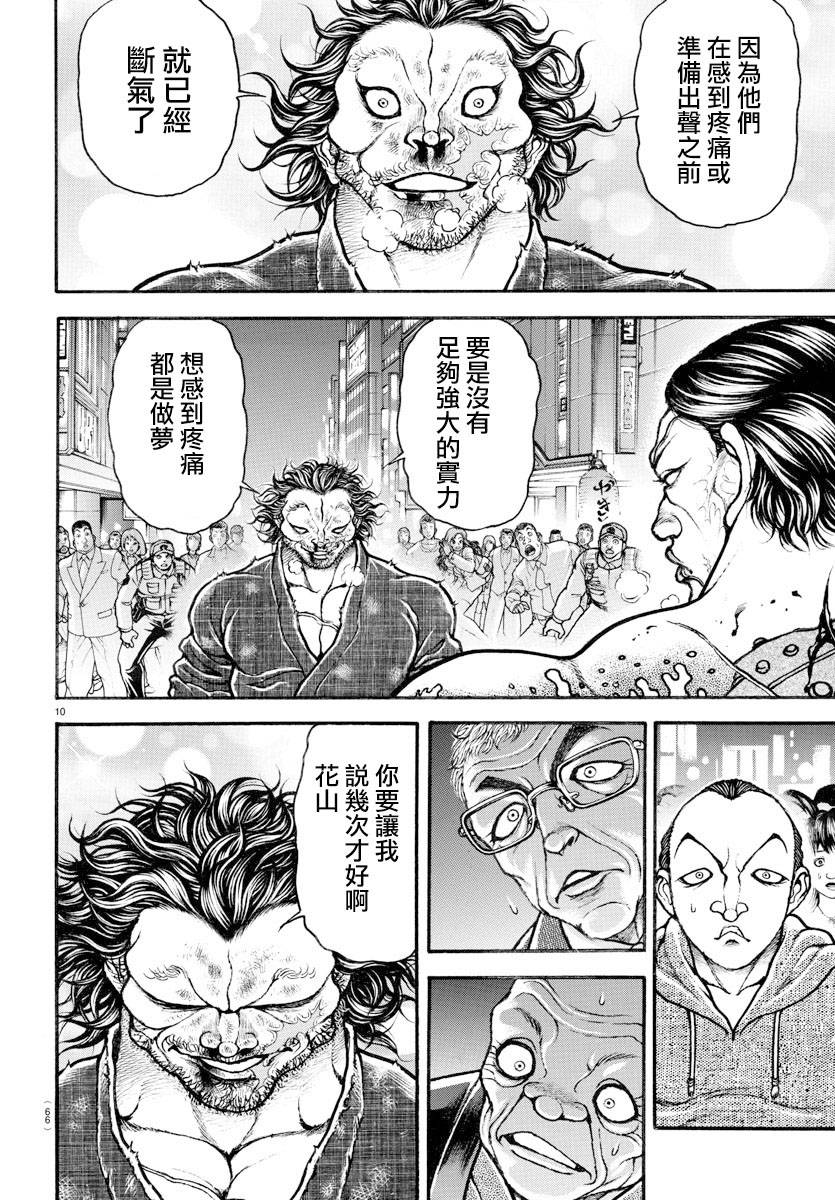 因為他們
在感到疼痛或
準備出聲之前
就已經
斷氣了
要是沒有
足夠強大的實力
想感到疼痛
都是做夢
やき
10
你要讓我
說幾次才好啊
花山
(66)